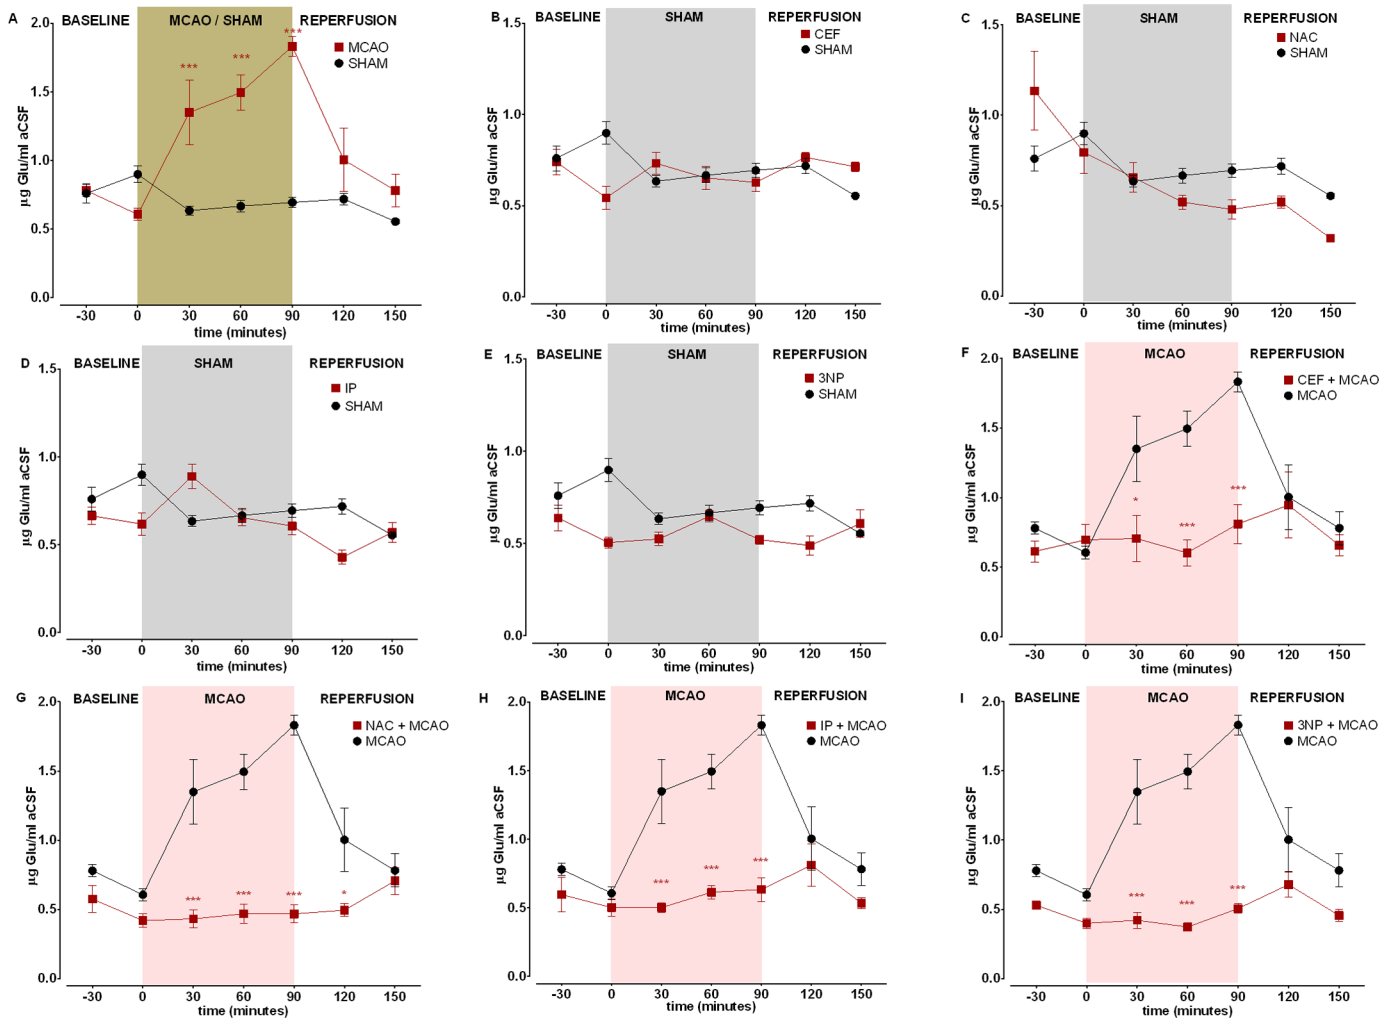 A
BASELINE MCAO / SHAM REPERFUSION
*** *** ***
MCAO
SHAM
µg Glu/ml aCSF
2.0
1.5
1.0
0.5
0.0
-30 0 30 60 90 120 150
time (minutes)
B
BASELINE SHAM REPERFUSION
CEF
SHAM
µg Glu/ml aCSF
1.5
1.0
0.5
0.0
-30 0 30 60 90 120 150
time (minutes)
C
BASELINE SHAM REPERFUSION
NAC
SHAM
µg Glu/ml aCSF
1.5
1.0
0.5
0.0
-30 0 30 60 90 120 150
time (minutes)
D
BASELINE SHAM REPERFUSION
IP
SHAM
µg Glu/ml aCSF
1.5
1.0
0.5
0.0
-30 0 30 60 90 120 150
time (minutes)
E
BASELINE SHAM REPERFUSION
3NP
SHAM
µg Glu/ml aCSF
1.5
1.0
0.5
0.0
-30 0 30 60 90 120 150
time (minutes)
F
BASELINE MCAO REPERFUSION
CEF + MCAO
MCAO
* *** ***
µg Glu/ml aCSF
2.0
1.5
1.0
0.5
0.0
-30 0 30 60 90 120 150
time (minutes)
G
BASELINE MCAO REPERFUSION
NAC + MCAO
MCAO
*** *** *** *
µg Glu/ml aCSF
2.0
1.5
1.0
0.5
0.0
-30 0 30 60 90 120 150
time (minutes)
H
BASELINE MCAO REPERFUSION
IP + MCAO
MCAO
*** *** ***
µg Glu/ml aCSF
2.0
1.5
1.0
0.5
0.0
-30 0 30 60 90 120 150
time (minutes)
I
BASELINE MCAO REPERFUSION
3NP + MCAO
MCAO
*** *** ***
µg Glu/ml aCSF
2.0
1.5
1.0
0.5
0.0
-30 0 30 60 90 120 150
time (minutes)